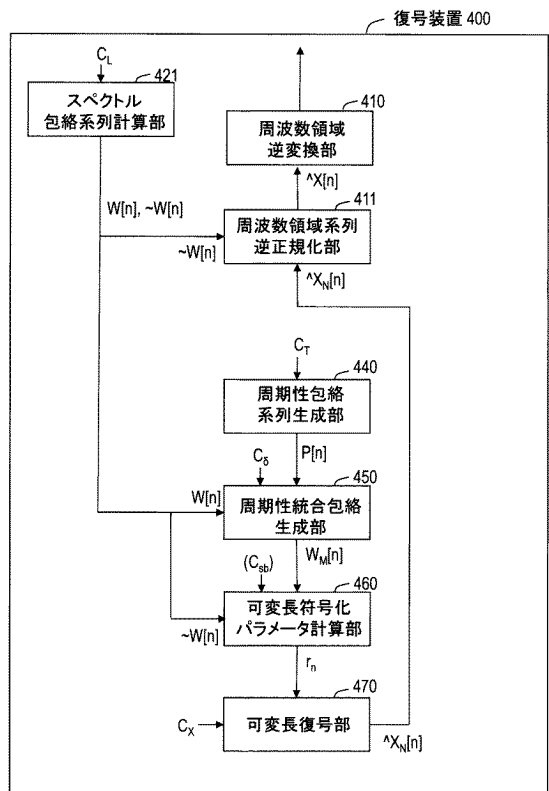 復号装置 400
C_L
421
スペクトル
包絡系列計算部
410
周波数領域
逆変換部
^X[n]
W[n], ~W[n]
411
周波数領域系列
逆正規化部
~W[n]
^X_N[n]
C_T
440
周期性包絡
系列生成部
P[n]
C_δ
450
W[n]
周期性統合包絡
生成部
W_M[n]
(C_sb)
460
可変長符号化
パラメータ計算部
~W[n]
r_n
470
C_X
可変長復号部
^X_N[n]